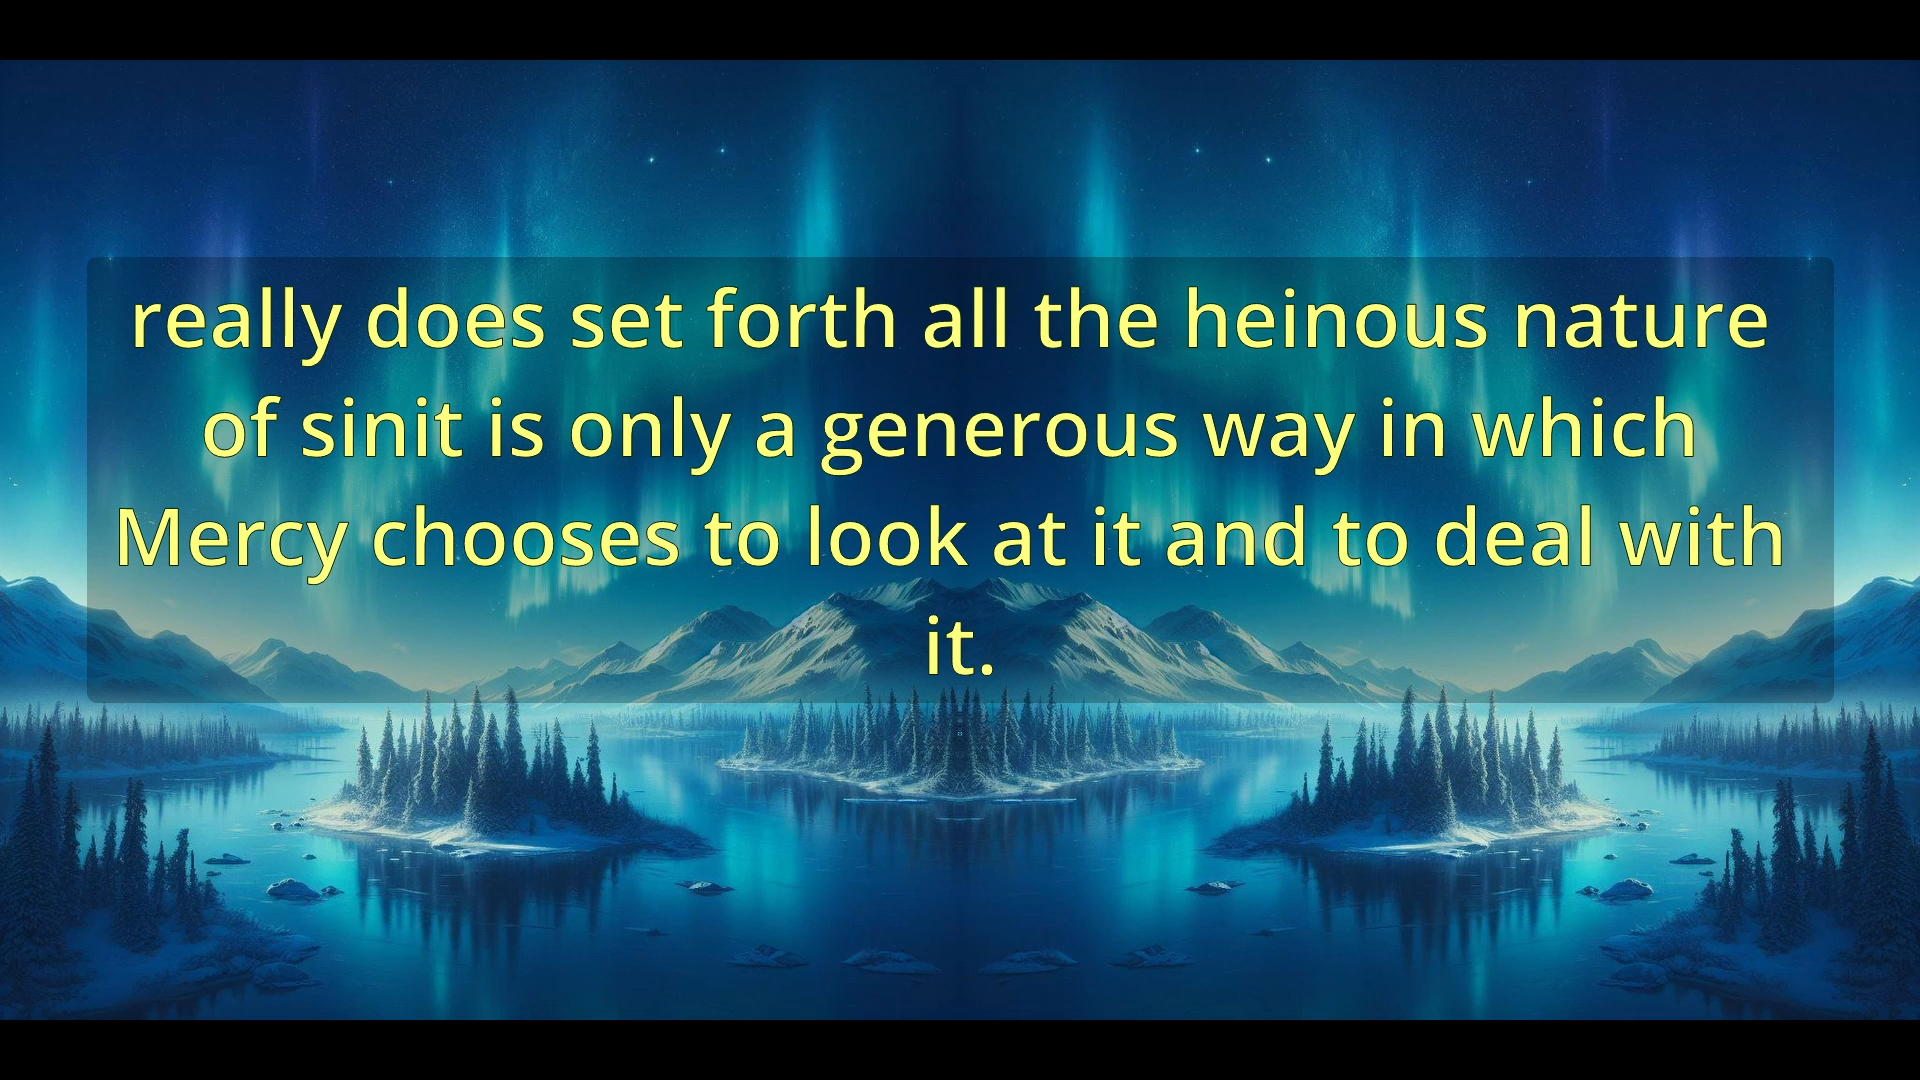 really does set forth all the heinous nature
of sinit is only a generous way in which
Mercy chooses to look at it and to deal with
it.